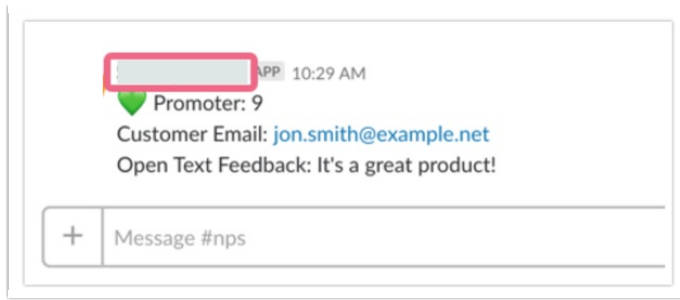 APP 10:29 AM
💚 Promoter: 9
Customer Email: jon.smith@example.net
Open Text Feedback: It's a great product!
+ Message #nps